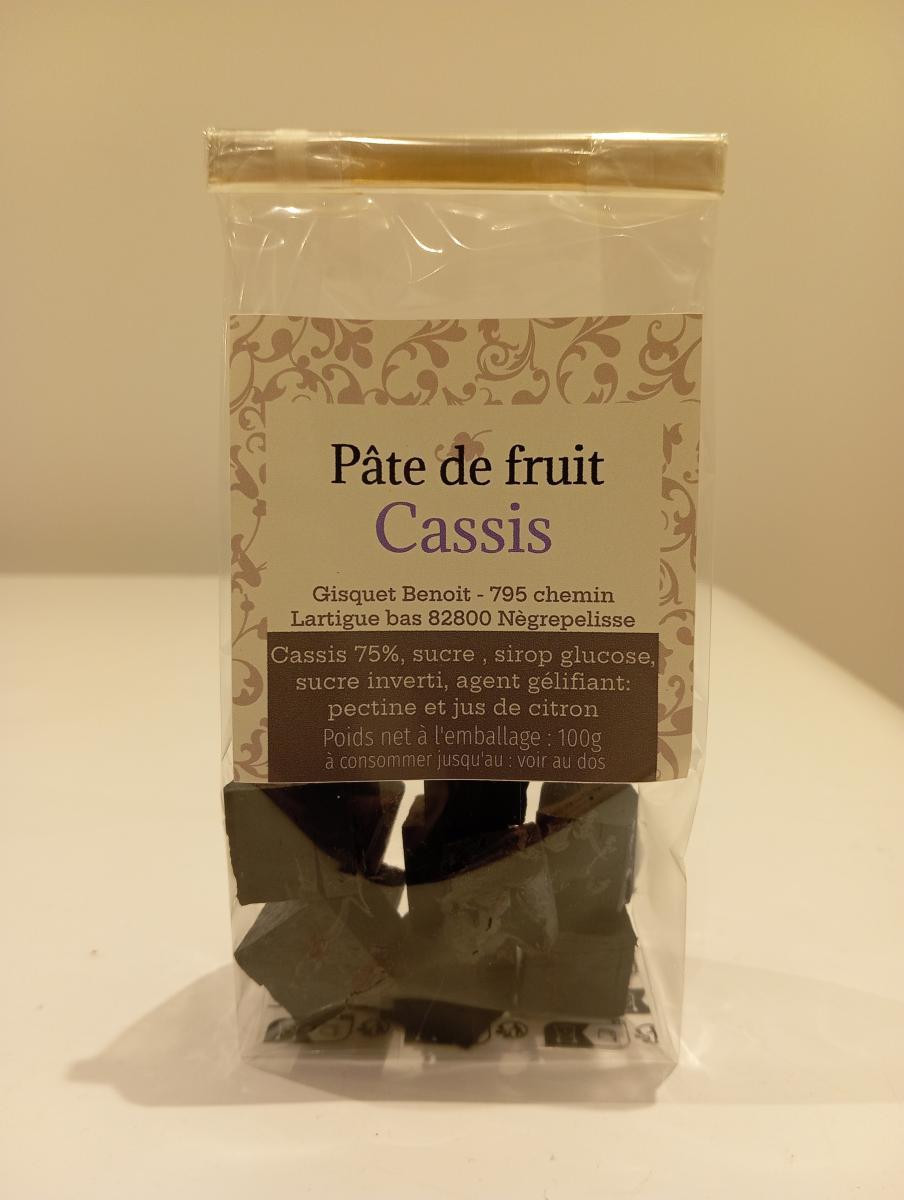 Pâte de fruit
Cassis
Gisquet Benoit - 795 chemin
Lartigue bas 82800 Nègrepelisse
Cassis 75%, sucre , sirop glucose,
sucre inverti, agent gélifiant:
pectine et jus de citron
Poids net à l'emballage : 100g
à consommer jusqu'au : voir au dos